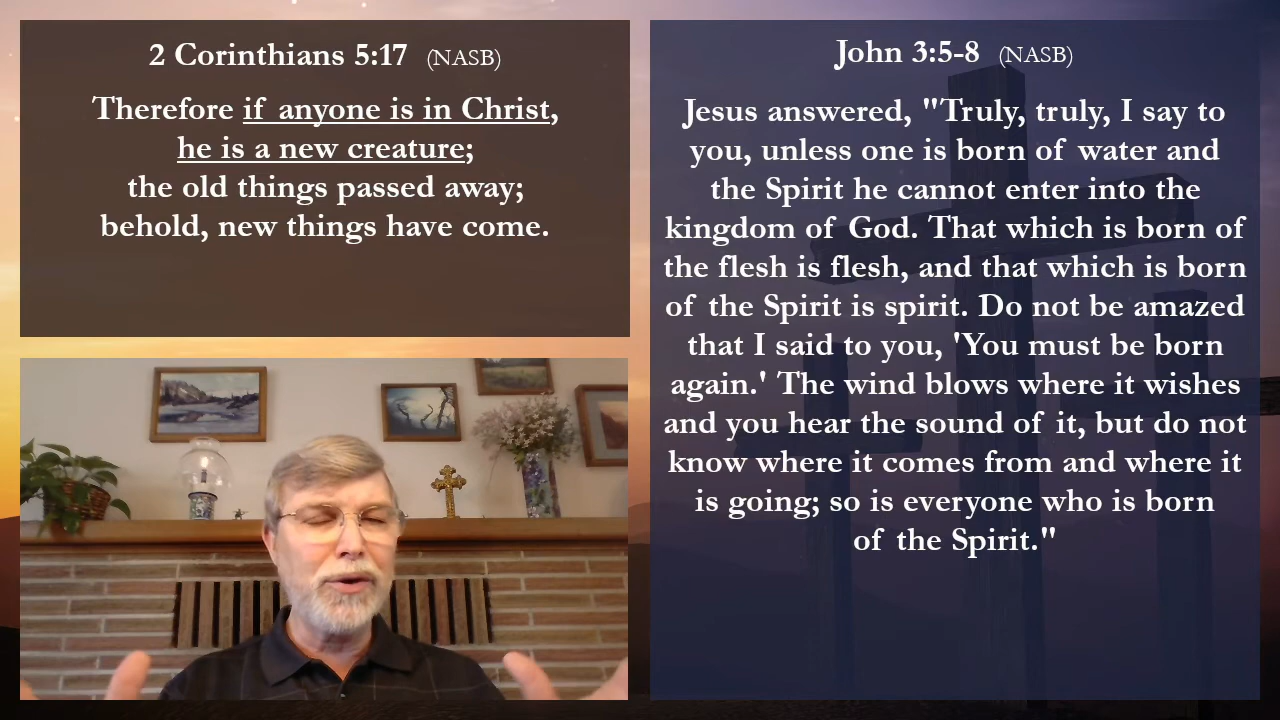 2 Corinthians 5:17 (NASB)
Therefore if anyone is in Christ,
he is a new creature;
the old things passed away;
behold, new things have come.
John 3:5-8 (NASB)
Jesus answered, "Truly, truly, I say to
you, unless one is born of water and
the Spirit he cannot enter into the
kingdom of God. That which is born of
the flesh is flesh, and that which is born
of the Spirit is spirit. Do not be amazed
that I said to you, 'You must be born
again.' The wind blows where it wishes
and you hear the sound of it, but do not
know where it comes from and where it
is going; so is everyone who is born
of the Spirit."